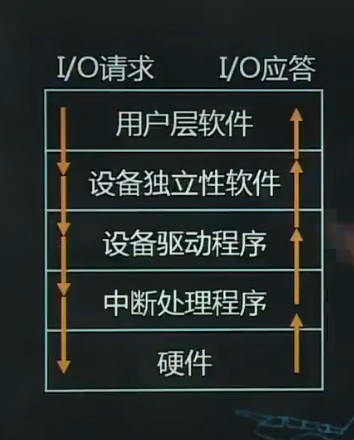 I/O请求 I/O应答
用户层软件
设备独立性软件
设备驱动程序
中断处理程序
硬件